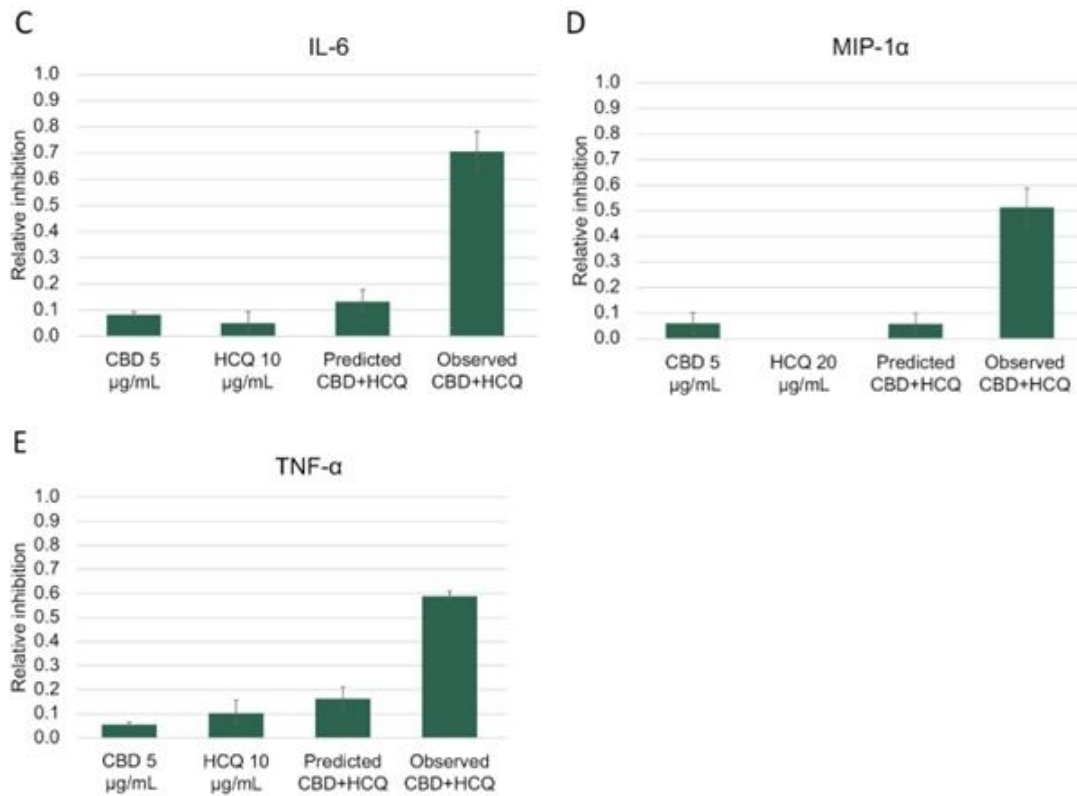 C
IL-6
Relative inhibition
1.0
0.9
0.8
0.7
0.6
0.5
0.4
0.3
0.2
0.1
0.0
CBD 5 HCQ 10 Predicted Observed
µg/mL µg/mL CBD+HCQ CBD+HCQ
D
MIP-1α
Relative inhibition
1.0
0.9
0.8
0.7
0.6
0.5
0.4
0.3
0.2
0.1
0.0
CBD 5 HCQ 20 Predicted Observed
µg/mL µg/mL CBD+HCQ CBD+HCQ
E
TNF-α
Relative inhibition
1.0
0.9
0.8
0.7
0.6
0.5
0.4
0.3
0.2
0.1
0.0
CBD 5 HCQ 10 Predicted Observed
µg/mL µg/mL CBD+HCQ CBD+HCQ